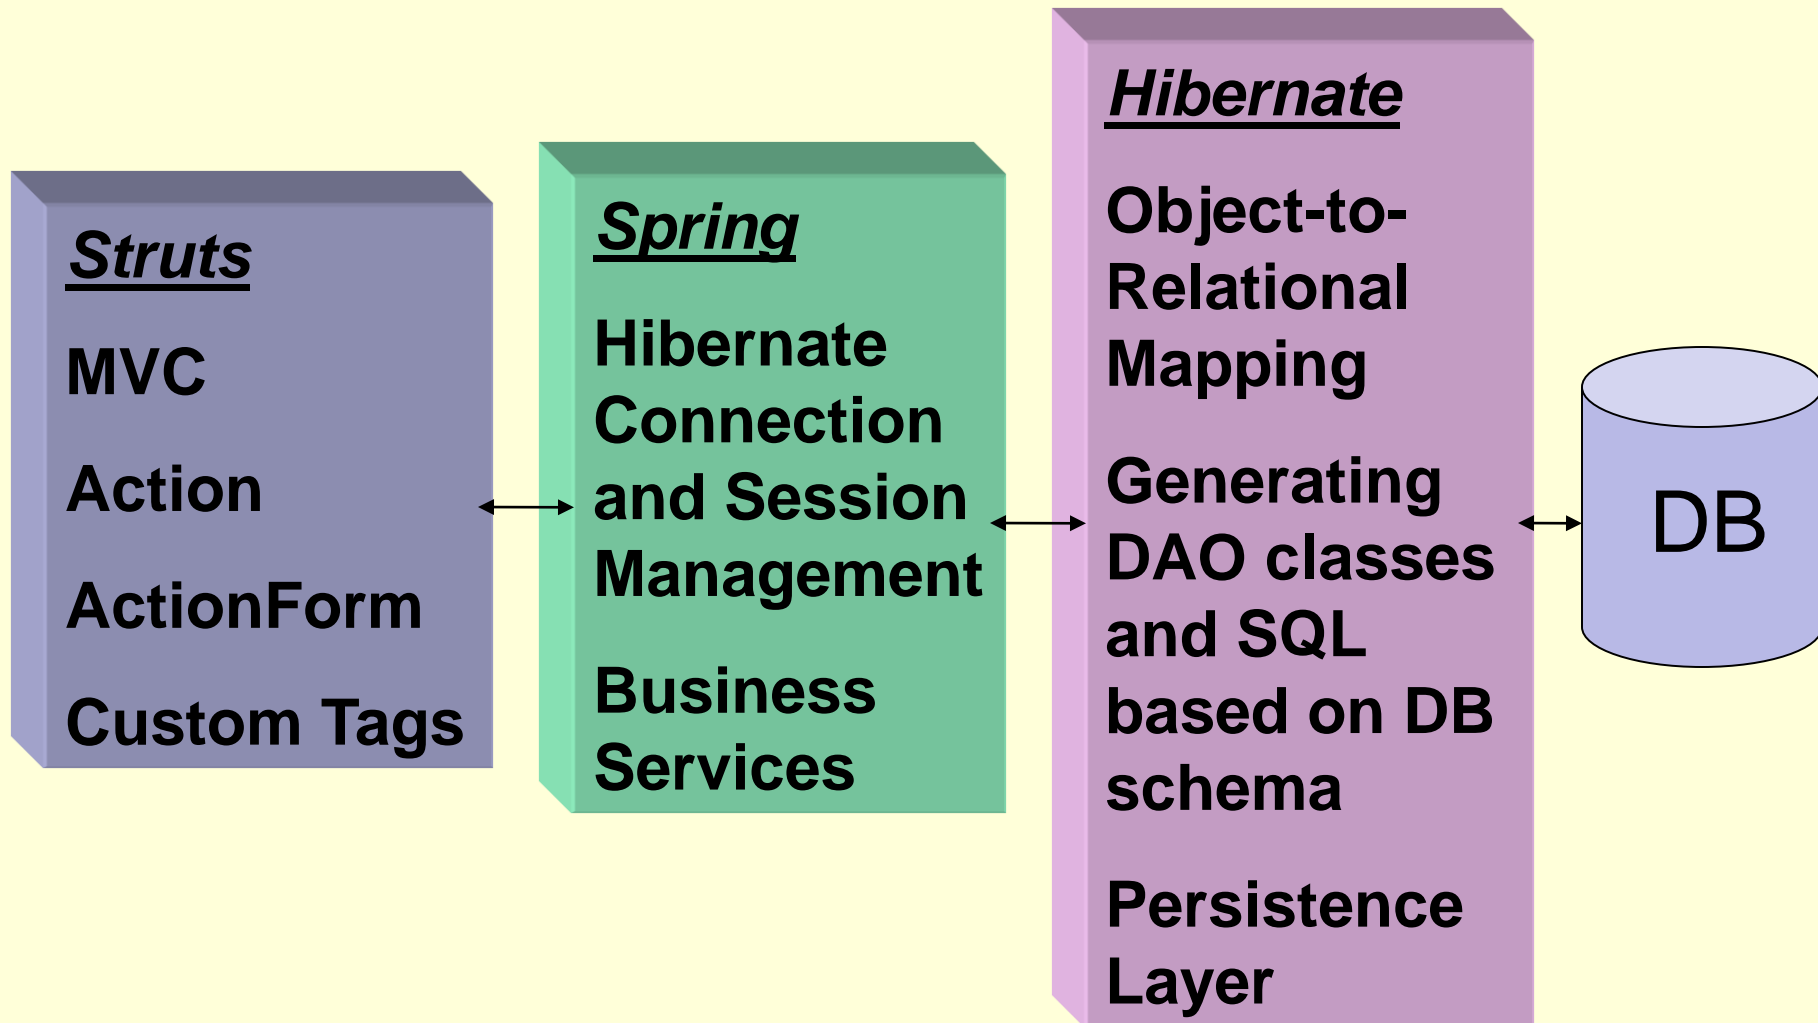 Struts
MVC
Action
ActionForm
Custom Tags
Spring
Hibernate
Connection
and Session
Management
Business
Services
Hibernate
Object-to-
Relational
Mapping
Generating
DAO classes
and SQL
based on DB
schema
Persistence
Layer
DB